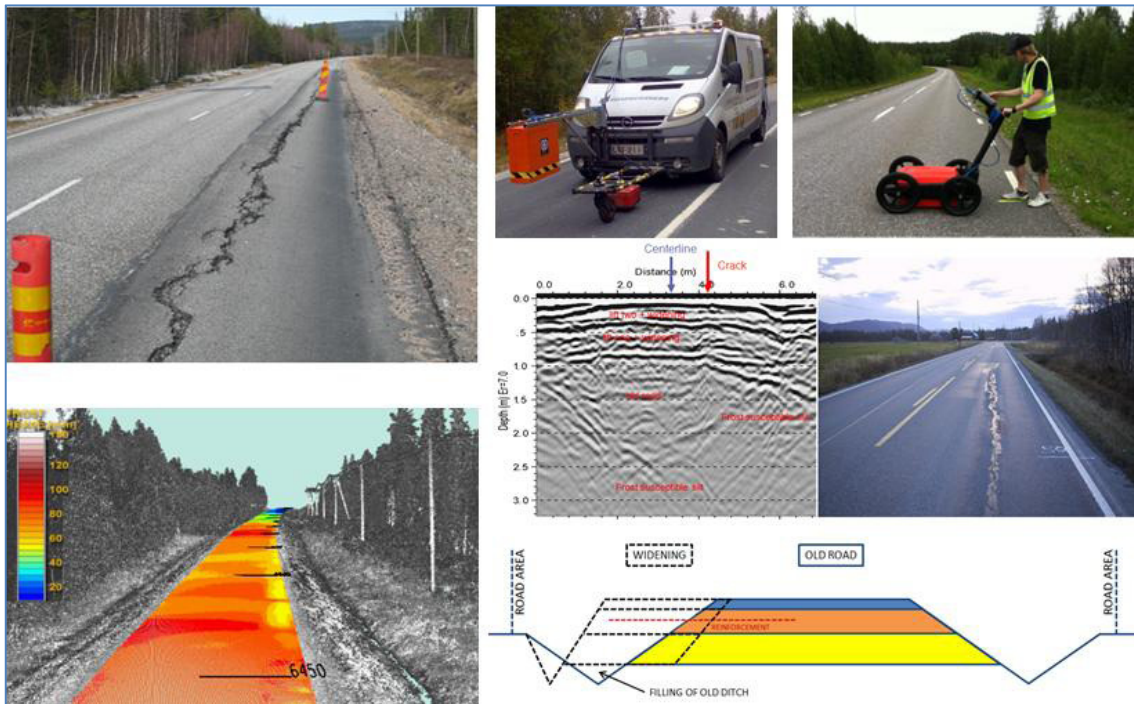 Centerline
Crack
Distance (m)
0.0 2.0 4.0 6.0
0.0
.5
1.0
1.5
2.0
2.5
3.0
Depth (m) Er=7.0
Frost susceptible silt
Frost susceptible silt
140
120
100
80
60
40
20
6450
WIDENING
OLD ROAD
ROAD AREA
ROAD AREA
REINFORCEMENT
FILLING OF OLD DITCH